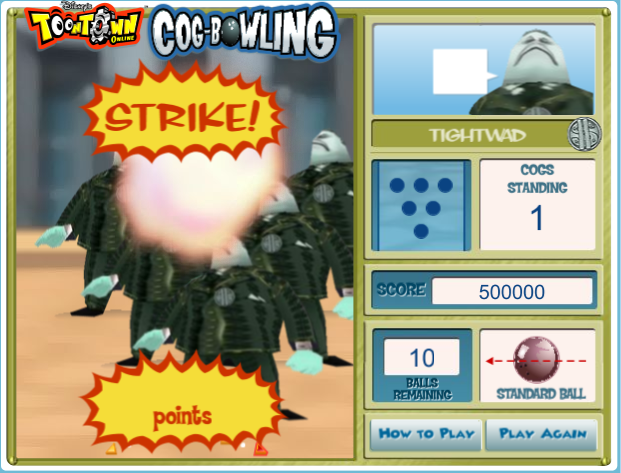 Disney's
TOONTOWN
ONLINE
COG-BOWLING
STRIKE!
points
TIGHTWAD
COGS
STANDING
1
SCORE 500000
10
BALLS
REMAINING
STANDARD BALL
HOW TO PLAY
PLAY AGAIN